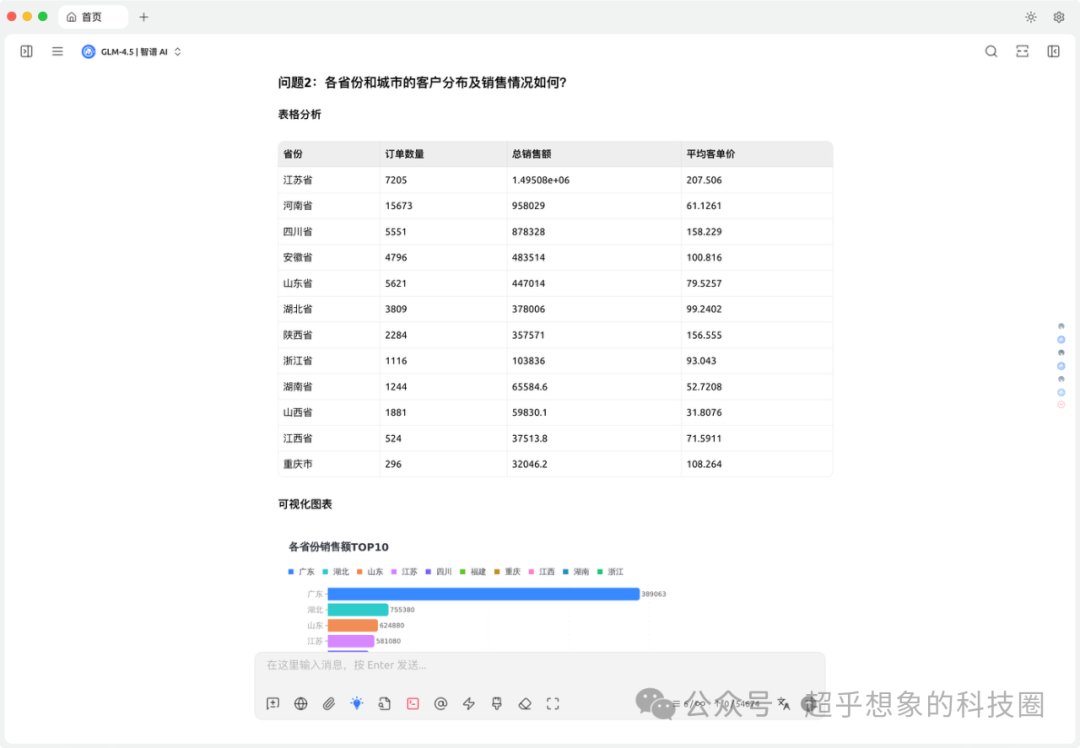 首页
GLM-4.5 | 智谱 AI
问题2：各省份和城市的客户分布及销售情况如何?
表格分析
省份 订单数量 总销售额 平均客单价
江苏省 7205 1.49508e+06 207.506
河南省 15673 958029 61.1261
四川省 5551 878328 158.229
安徽省 4796 483514 100.816
山东省 5621 447014 79.5257
湖北省 3809 378006 99.2402
陕西省 2284 357571 156.555
浙江省 1116 103836 93.043
湖南省 1244 65584.6 52.7208
山西省 1881 59830.1 31.8076
江西省 524 37513.8 71.5911
重庆市 296 32046.2 108.264
可视化图表
各省份销售额TOP10
广东 湖北 山东 江苏 四川 福建 重庆 江西 湖南 浙江
广东 389063
湖北 755380
山东 624880
江苏 581080
在这里输入消息，按 Enter 发送...
公众号 · 超乎想象的科技圈